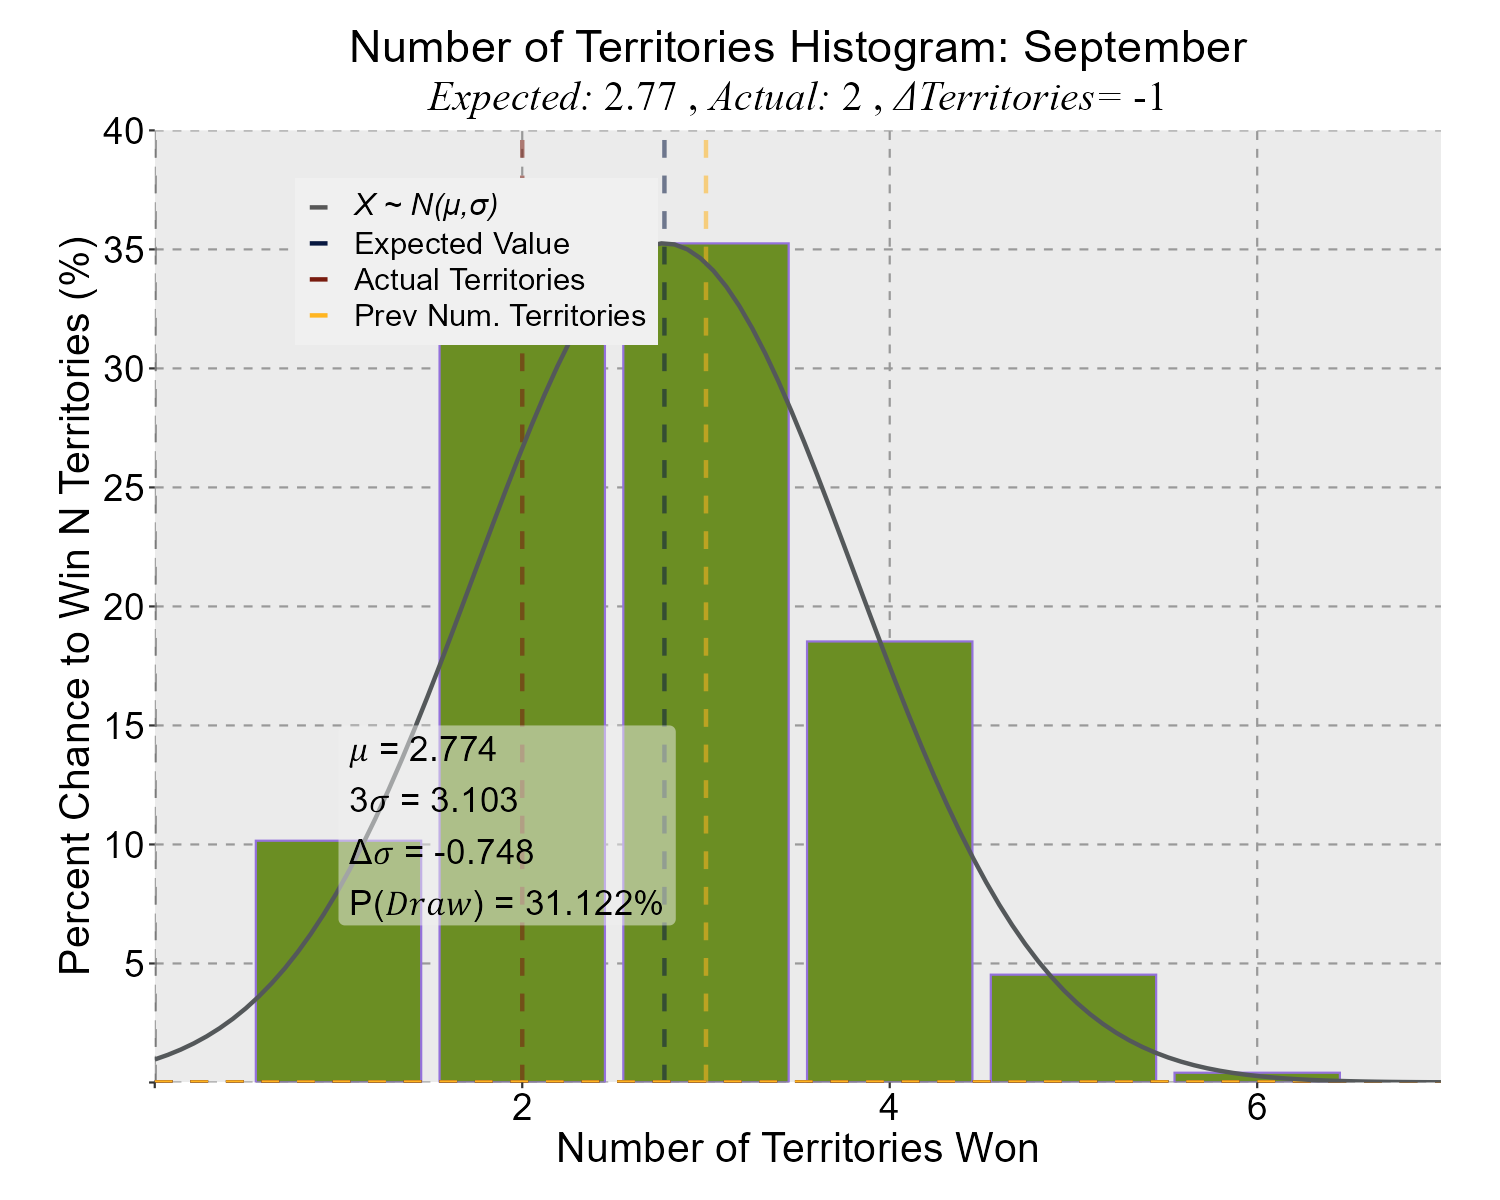 Number of Territories Histogram: September
Expected: 2.77 , Actual: 2 , ΔTerritories= -1
40
35
30
25
20
15
10
5
Percent Chance to Win N Territories (%)
X ~ N(μ,σ)
Expected Value
Actual Territories
Prev Num. Territories
μ = 2.774
3σ = 3.103
Δσ = -0.748
P(Draw) = 31.122%
2
4
6
Number of Territories Won